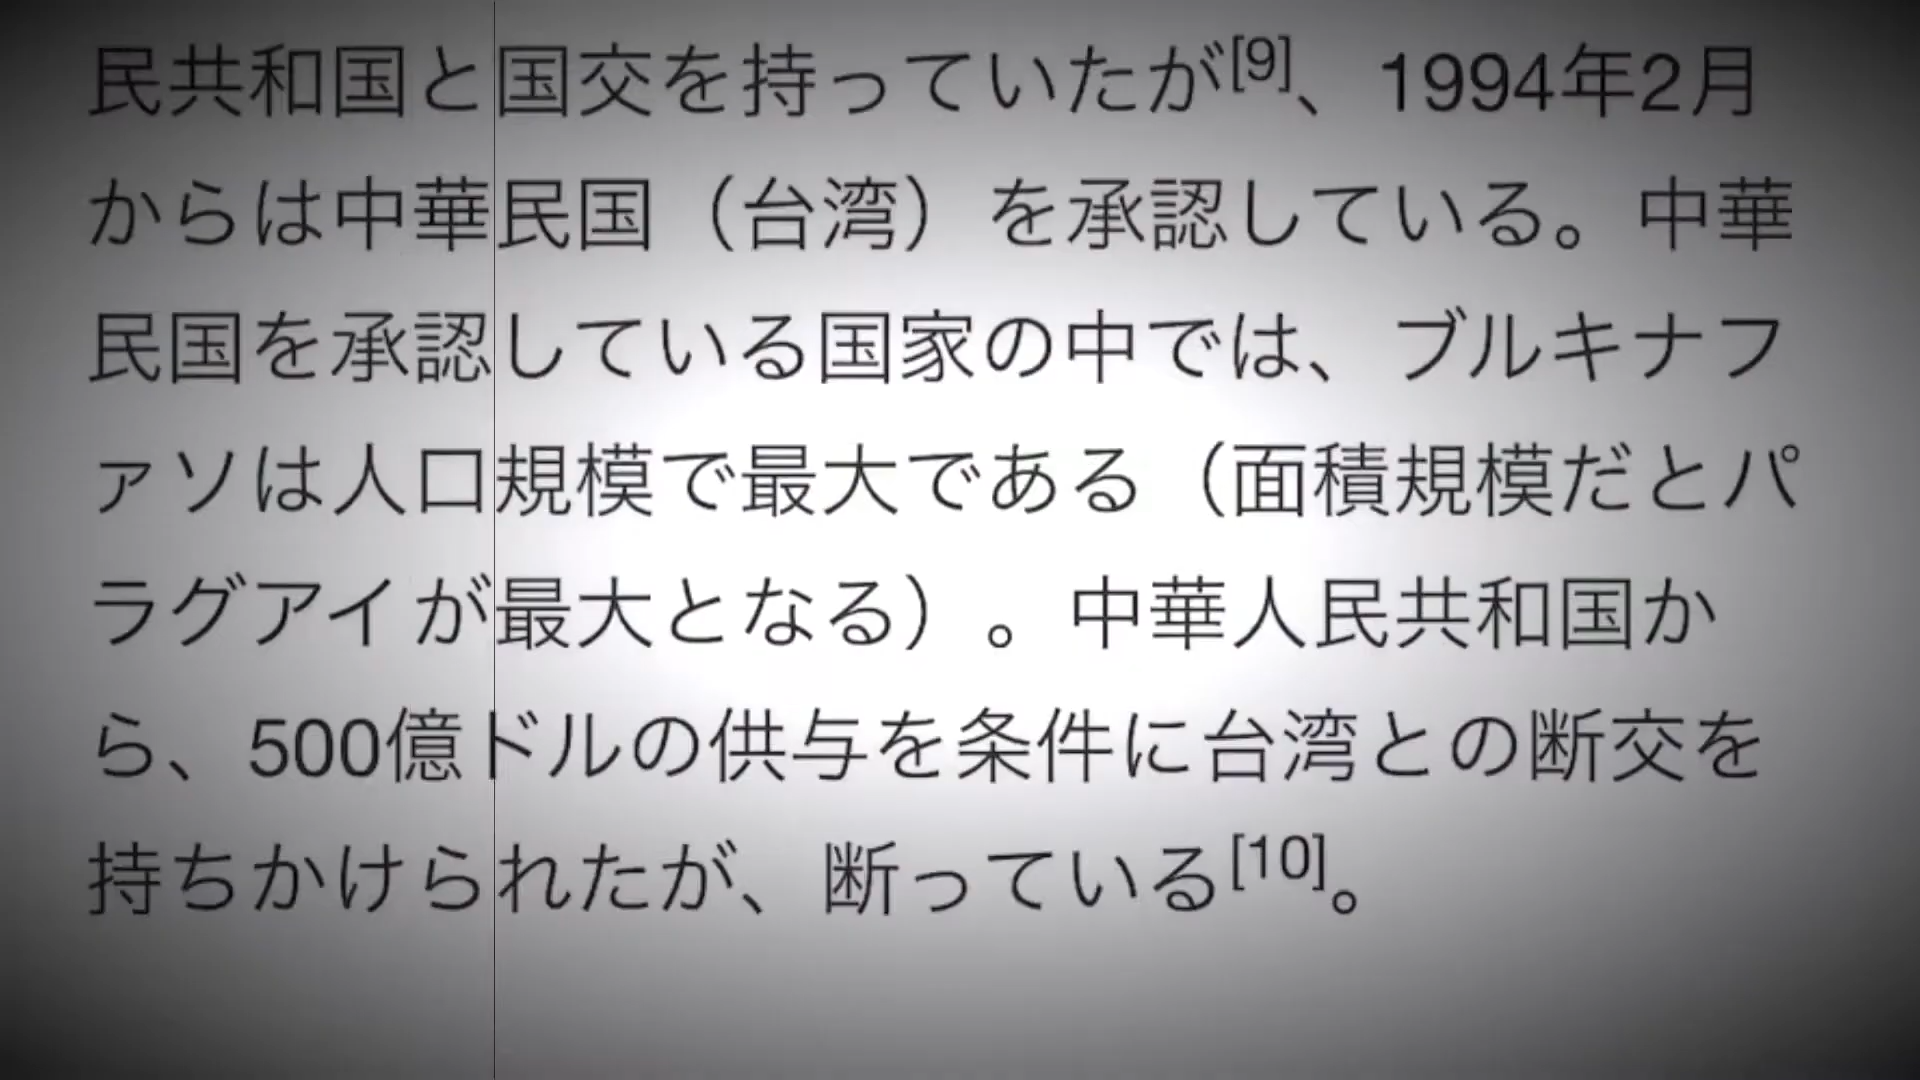 民共和国と国交を持っていたが[9]、1994年2月
からは中華民国（台湾）を承認している。中華
民国を承認している国家の中では、ブルキナフ
ァソは人口規模で最大である（面積規模だとパ
ラグアイが最大となる）。中華人民共和国か
ら、500億ドルの供与を条件に台湾との断交を
持ちかけられたが、断っている[10]。